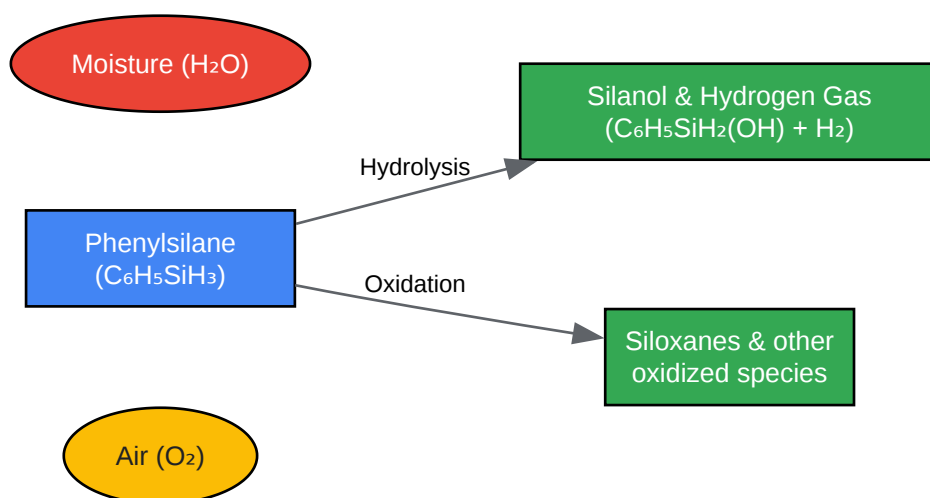 Moisture (H₂O)
Silanol & Hydrogen Gas
(C₆H₅SiH₂(OH) + H₂)
Hydrolysis
Phenylsilane
(C₆H₅SiH₃)
Oxidation
Siloxanes & other
oxidized species
Air (O₂)